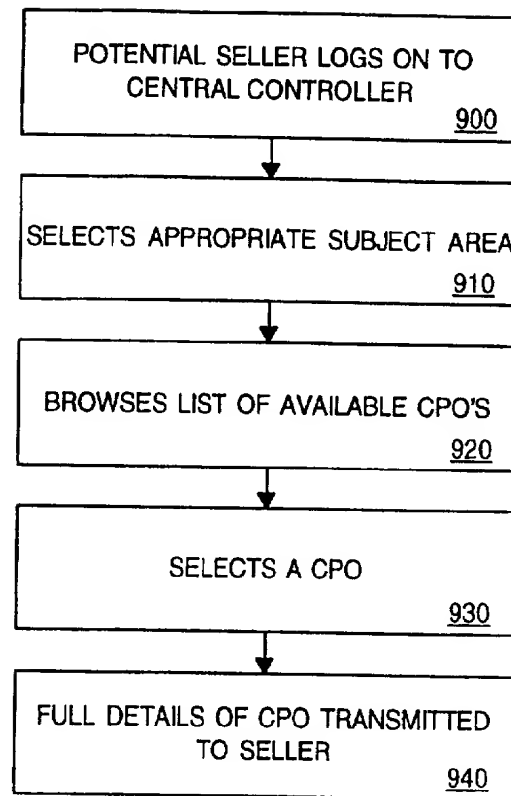 POTENTIAL SELLER LOGS ON TO
CENTRAL CONTROLLER
900
SELECTS APPROPRIATE SUBJECT AREA
910
BROWSES LIST OF AVAILABLE CPO'S
920
SELECTS A CPO
930
FULL DETAILS OF CPO TRANSMITTED
TO SELLER
940